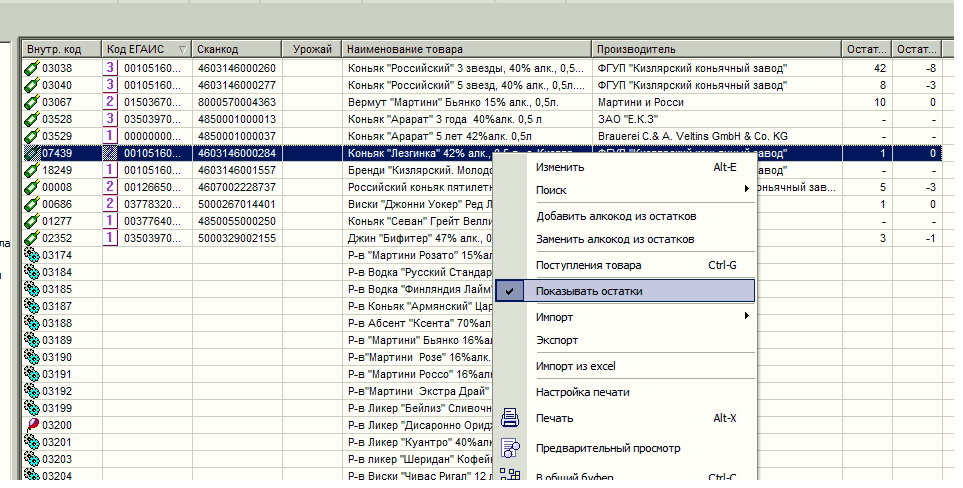 Внутр. код Код ЕГАИС Сканкод Урожай Наименование товара Производитель Остат... Остат...
03038 3 00105160... 4603146000260 Коньяк "Российский" 3 звезды, 40% алк., 0,5... ФГУП "Кизлярский коньячный завод" 42 -8
03040 3 00105160... 4603146000277 Коньяк "Российский" 5 звезд, 40% алк., 0,5л.... ФГУП "Кизлярский коньячный завод" 8 -3
03067 2 01503670... 8000570004363 Вермут "Мартини" Бьянко 15% алк., 0,5л. Мартини и Росси 10 0
03528 3 03503970... 4850001000013 Коньяк "Арарат" 3 года 40%алк., 0,5 л ЗАО "Е.К.З" - -
03529 1 00000000... 4850001000037 Коньяк "Арарат" 5 лет 42%алк. 0,5л Brauerei C.& A. Veltins GmbH & Co. KG - -
07439 00105160... 4603146000284 Коньяк "Лезгинка" 42% алк., 1 0
18249 1 00105160... 4603146001557 Бренди "Кизлярский. Молодо завод" - -
00008 2 00126650... 4607002228737 Российский коньяк пятилетн коньячный зав... 5 -3
00686 2 03778320... 5000267014401 Виски "Джонни Уокер" Ред Л 1 0
01277 1 00377640... 4850055000250 Коньяк "Севан" Грейт Велли - -
02352 1 03503970... 5000329002155 Джин "Бифитер" 47% алк., 0 3 -1
03174 Р-в "Мартини Розато" 15%ал
03184 Р-в Водка "Русский Стандар
03185 Р-в Водка "Финляндия Лайм"
03187 Р-в Коньяк "Армянский" Цар
03188 Р-в Абсент "Ксента" 70%ал
03189 Р-в "Мартини" Бьянко 16%ал
03190 Р-в"Мартини Розе" 16%алк.
03191 Р-в "Мартини Россо" 16%ал
03192 Р-в"Мартини Экстра Драй"
03199 Р-в Ликер "Бейлиз" Сливочн
03200 Р-в Ликер "Дисаронно Орид
03201 Р-в Ликер "Куантро" 40%ал
03203 Р-в ликер "Шеридан" Кофей
03204 Р-в Виски "Чивас Ригал" 12 л
Изменить Alt-E
Поиск
Добавить алкокод из остатков
Заменить алкокод из остатков
Поступления товара Ctrl-G
Показывать остатки
Импорт
Экспорт
Импорт из excel
Настройка печати
Печать Alt-X
Предварительный просмотр
В общий буфер Ctrl-C
ла